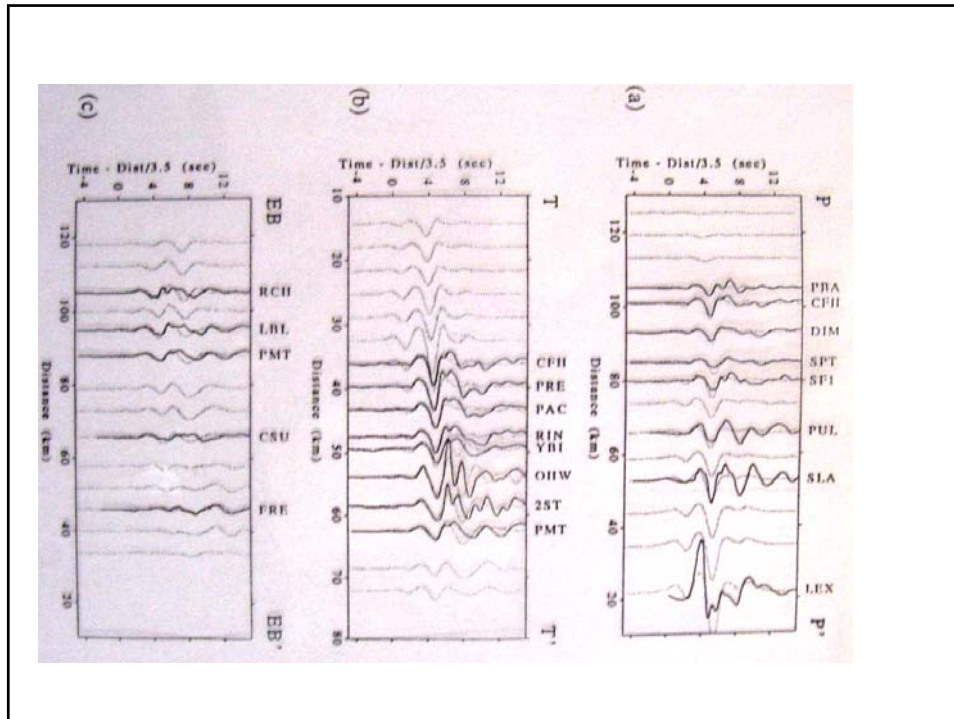 (a)
Time - Dist/3.5 (sec)
-4 0 4 8 12
P
120
100
80
60
40
20
Distance (km)
CFH
DIM
SPT
SF1
PUL
SLA
LEX
P'
(b)
Time - Dist/3.5 (sec)
-4 0 4 8 12
T
10
20
30
40
50
60
70
80
Distance (km)
CFH
PRE
PAC
RIN
YBI
OHW
2ST
PMT
T'
(c)
Time - Dist/3.5 (sec)
-4 0 4 8 12
EB
120
100
80
60
40
20
Distance (km)
RCH
LBL
PMT
CSU
FRE
EB'